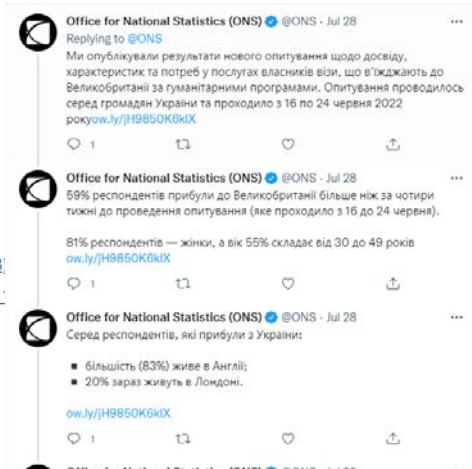 Office for National Statistics (ONS) @ONS · Jul 28
Replying to @ONS
Ми опублікували результати нового опитування щодо досвіду,
характеристик та потреб у послугах власників візи, що в'їжджають до
Великобританії за гуманітарними програмами. Опитування проводилось
серед громадян України та проходило з 16 по 24 червня 2022
рокуow.ly/jH9850K6kIX
1
Office for National Statistics (ONS) @ONS · Jul 28
59% респондентів прибули до Великобританії більше ніж за чотири
тижні до проведення опитування (яке проходило з 16 до 24 червня).
81% респондентів — жінки, а вік 55% складає від 30 до 49 років
ow.ly/jH9850K6kIX
1
Office for National Statistics (ONS) @ONS · Jul 28
Серед респондентів, які прибули з України:
▪ більшість (83%) живе в Англії;
▪ 20% зараз живуть в Лондоні.
ow.ly/jH9850K6kIX
1